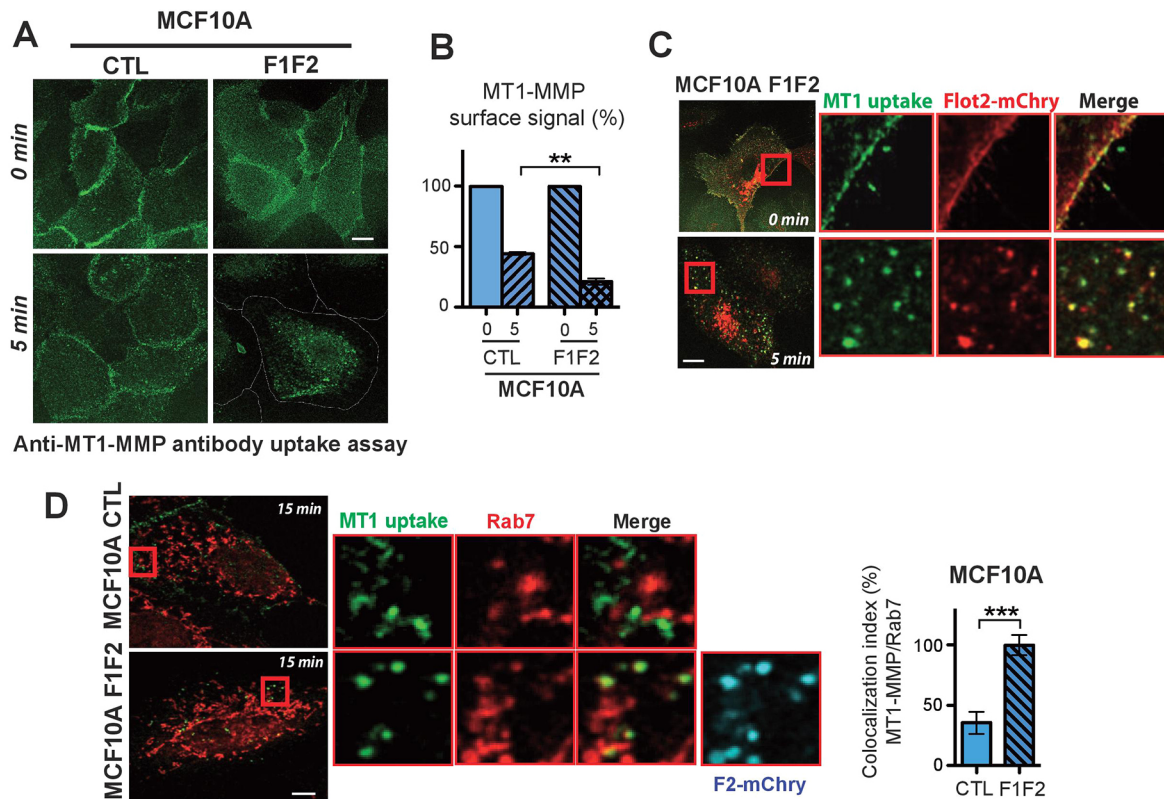 A
MCF10A
CTL
F1F2
0 min
5 min
Anti-MT1-MMP antibody uptake assay
B
MT1-MMP
surface signal (%)
**
100
50
0
0 5 0 5
CTL F1F2
MCF10A
C
MCF10A F1F2
MT1 uptake
Flot2-mChry
Merge
0 min
5 min
D
MCF10A CTL
15 min
MT1 uptake
Rab7
Merge
MCF10A F1F2
15 min
F2-mChry
MCF10A
Colocalization index (%)
MT1-MMP/Rab7
***
100
50
0
CTL F1F2